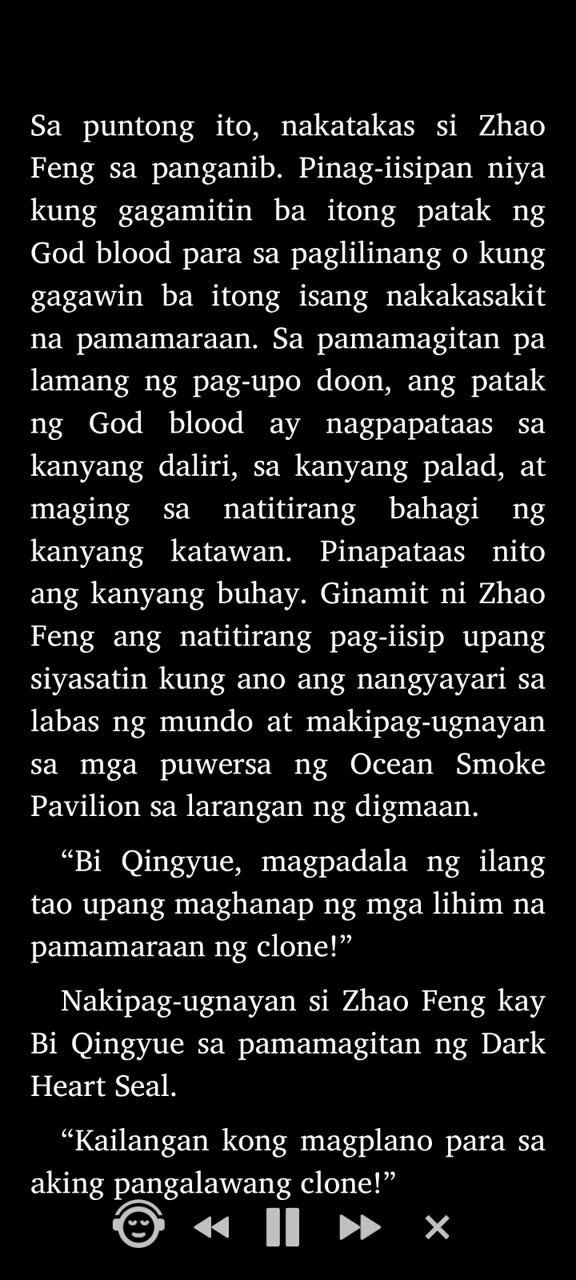 Sa puntong ito, nakatakas si Zhao
Feng sa panganib. Pinag-iisipan niya
kung gagamitin ba itong patak ng
God blood para sa paglilinang o kung
gagawin ba itong isang nakakasakit
na pamamaraan. Sa pamamagitan pa
lamang ng pag-upo doon, ang patak
ng God blood ay nagpapataas sa
kanyang daliri, sa kanyang palad, at
maging sa natitirang bahagi ng
kanyang katawan. Pinapataas nito
ang kanyang buhay. Ginamit ni Zhao
Feng ang natitirang pag-iisip upang
siyasatin kung ano ang nangyayari sa
labas ng mundo at makipag-ugnayan
sa mga puwersa ng Ocean Smoke
Pavilion sa larangan ng digmaan.
“Bi Qingyue, magpadala ng ilang
tao upang maghanap ng mga lihim na
pamamaraan ng clone!”
Nakipag-ugnayan si Zhao Feng kay
Bi Qingyue sa pamamagitan ng Dark
Heart Seal.
“Kailangan kong magplano para sa
aking pangalawang clone!”